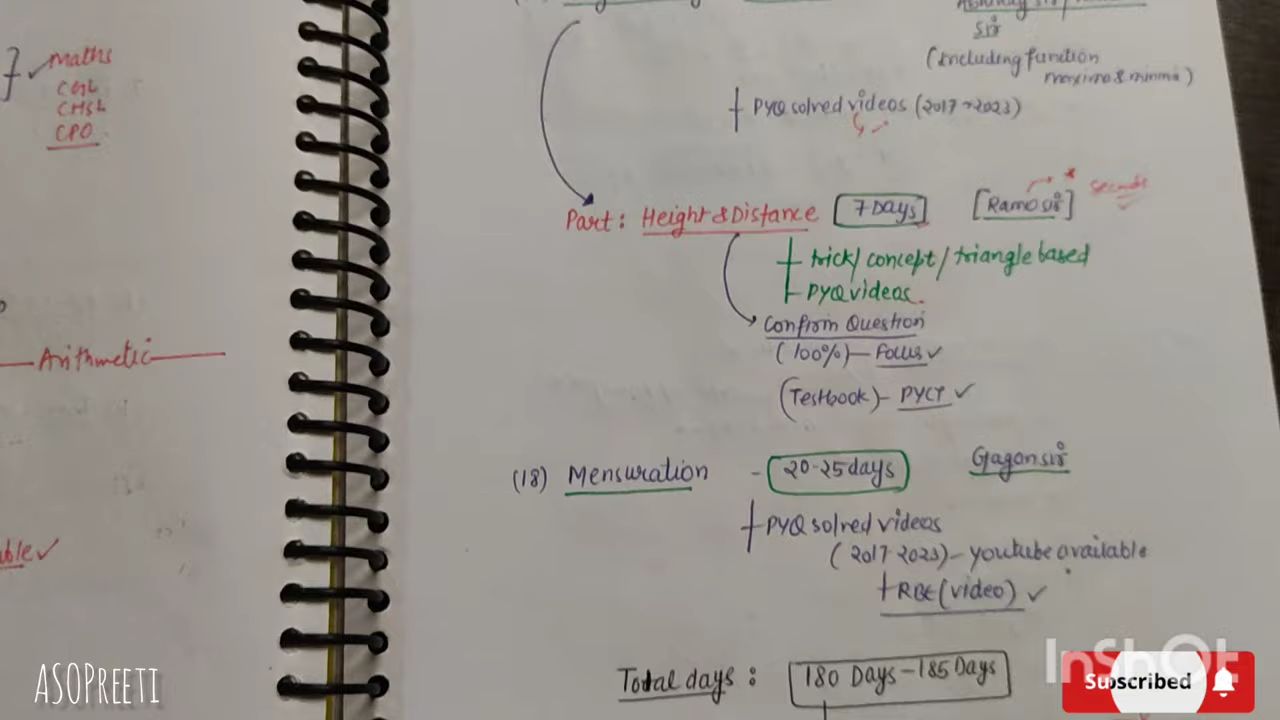 Maths
CGL
CHSL
CPO
Arithmetic
sir
(Including function
maxima & minima)
PYQ solved videos (2017-2023)
Part: Height & Distance 7 Days [Ramo sir]
trick/ concept / triangle based
PYQ videos.
Confirm Question
(100%) - Focus ✓
(Testbook) - PYCT ✓
(18) Mensuration - 20-25 days Gagan sir
PYQ solved videos
(2017-2023) - youtube available
+ RBE (video) ✓
Total days: 180 Days - 185 Days
ASOPREETI
InShOt
Subscribed